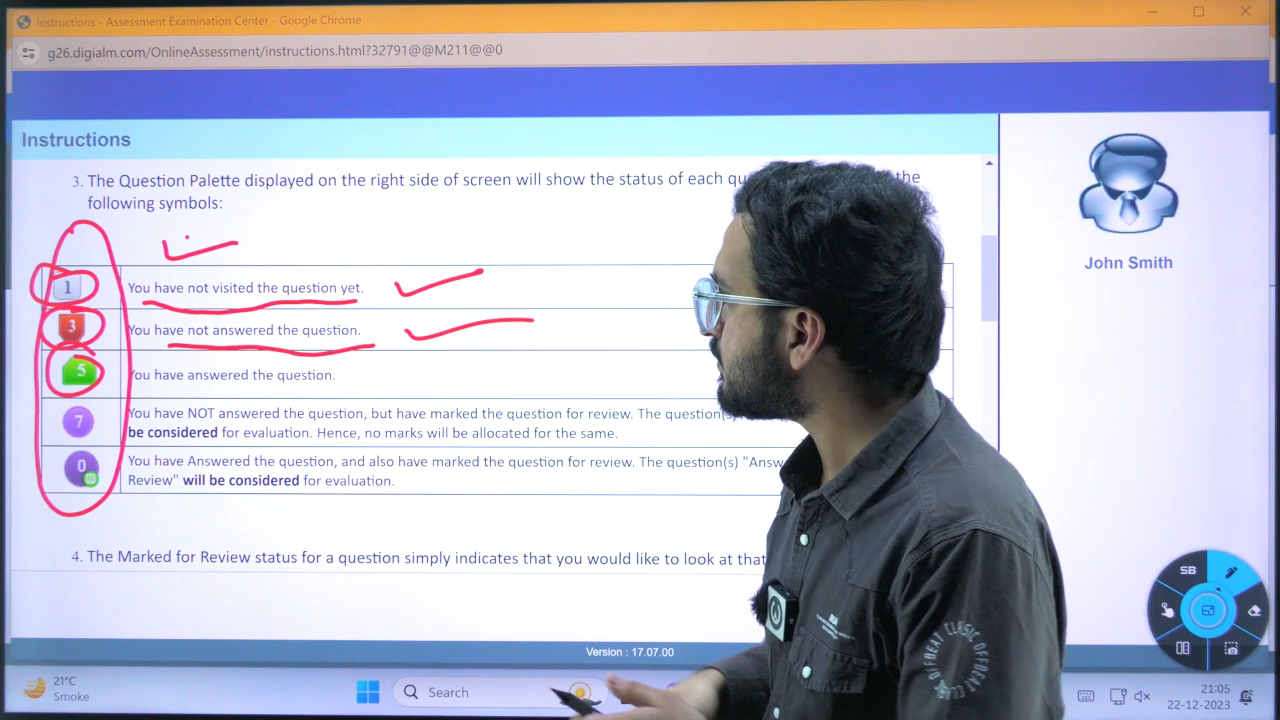 Instructions - Assessment Examination Center - Google Chrome
g26.digialm.com/OnlineAssessment/instructions.html?32791@@M211@@0
Instructions
3. The Question Palette displayed on the right side of screen will show the status of each the
following symbols:
1 You have not visited the question yet.
3 You have not answered the question.
5 You have answered the question.
7 You have NOT answered the question, but have marked the question for review. The question(s)
be considered for evaluation. Hence, no marks will be allocated for the same.
0 You have Answered the question, and also have marked the question for review. The question(s)
Review" will be considered for evaluation.
4. The Marked for Review status for a question simply indicates that you would like to look at that
John Smith
SB
OFFBEAT CLASSIC OFFBEAT CLASSIC
Version : 17.07.00
21°C
Smoke
Search
21:05
22-12-2023